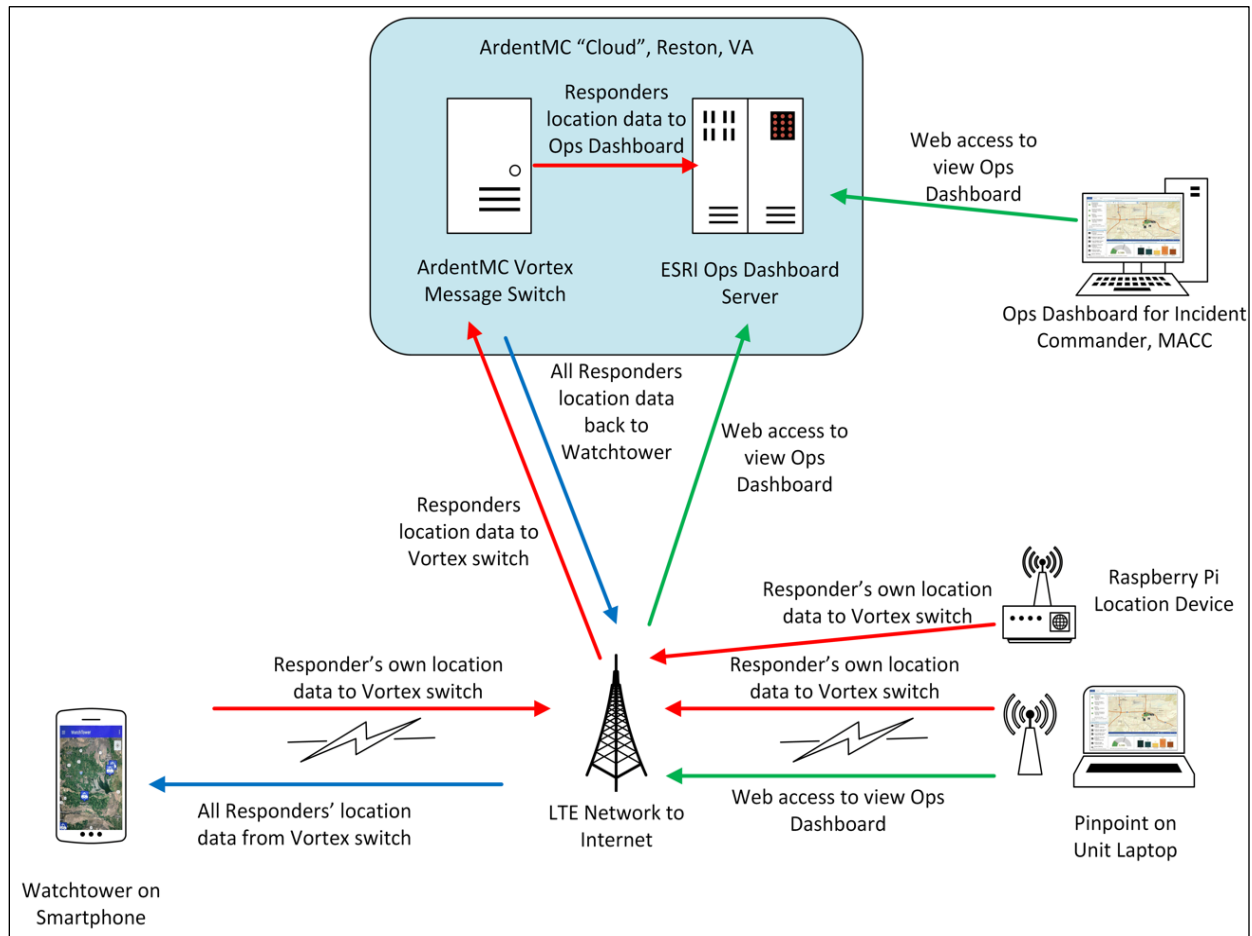 ArdentMC “Cloud”, Reston, VA
Responders
location data to
Ops Dashboard
Web access to
view Ops
Dashboard
ArdentMC Vortex
Message Switch
ESRI Ops Dashboard
Server
Ops Dashboard for Incident
Commander, MACC
All Responders
location data
back to
Watchtower
Web access to
view Ops
Dashboard
Responders
location data to
Vortex switch
Responder’s own location
data to Vortex switch
Raspberry Pi
Location Device
Responder’s own location
data to Vortex switch
Responder’s own location
data to Vortex switch
All Responders’ location
data from Vortex switch
LTE Network to
Internet
Web access to view Ops
Dashboard
Pinpoint on
Unit Laptop
Watchtower on
Smartphone